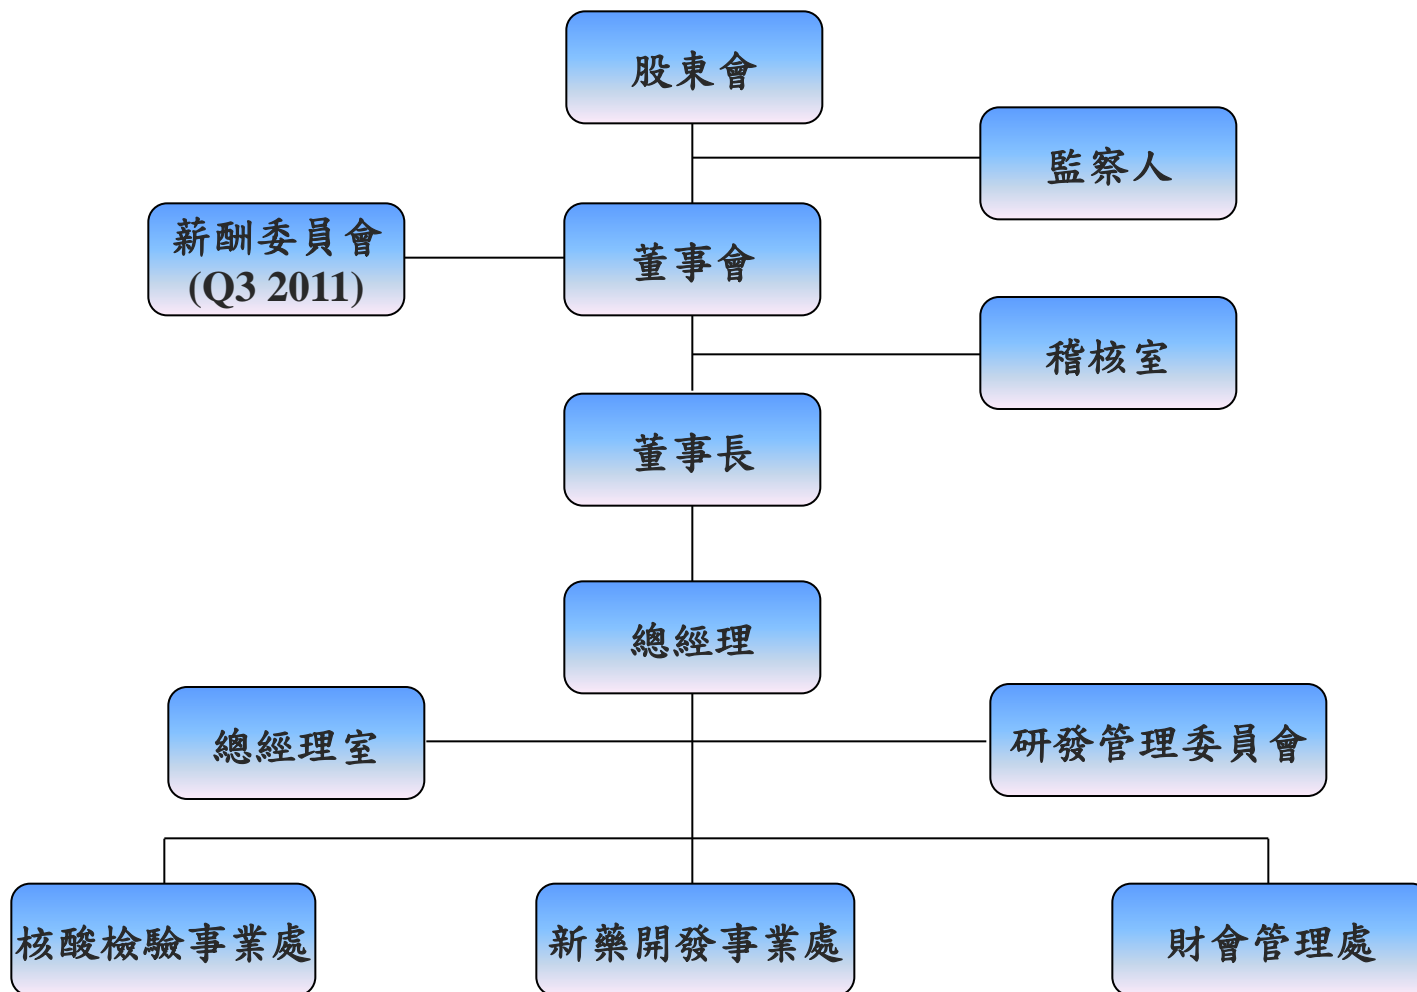 股東會
監察人
薪酬委員會
(Q3 2011)
董事會
稽核室
董事長
總經理
總經理室
研發管理委員會
核酸檢驗事業處
新藥開發事業處
財會管理處